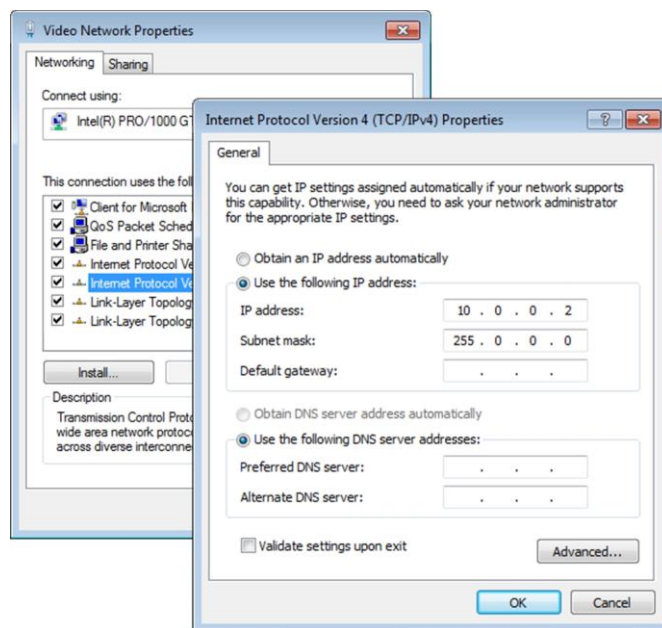 Video Network Properties
Networking
Sharing
Connect using:
Intel(R) PRO/1000 G
This connection uses the fol
Client for Microsoft
QoS Packet Sched
File and Printer Sha
Internet Protocol Ve
Internet Protocol Ve
Link-Layer Topolog
Link-Layer Topolog
Install...
Description
Transmission Control Proto
wide area network protoc
across diverse interconne
Internet Protocol Version 4 (TCP/IPv4) Properties
General
You can get IP settings assigned automatically if your network supports
this capability. Otherwise, you need to ask your network administrator
for the appropriate IP settings.
Obtain an IP address automatically
Use the following IP address:
IP address: 10 . 0 . 0 . 2
Subnet mask: 255 . 0 . 0 . 0
Default gateway: . . .
Obtain DNS server address automatically
Use the following DNS server addresses:
Preferred DNS server: . . .
Alternate DNS server: . . .
Validate settings upon exit
Advanced...
OK
Cancel